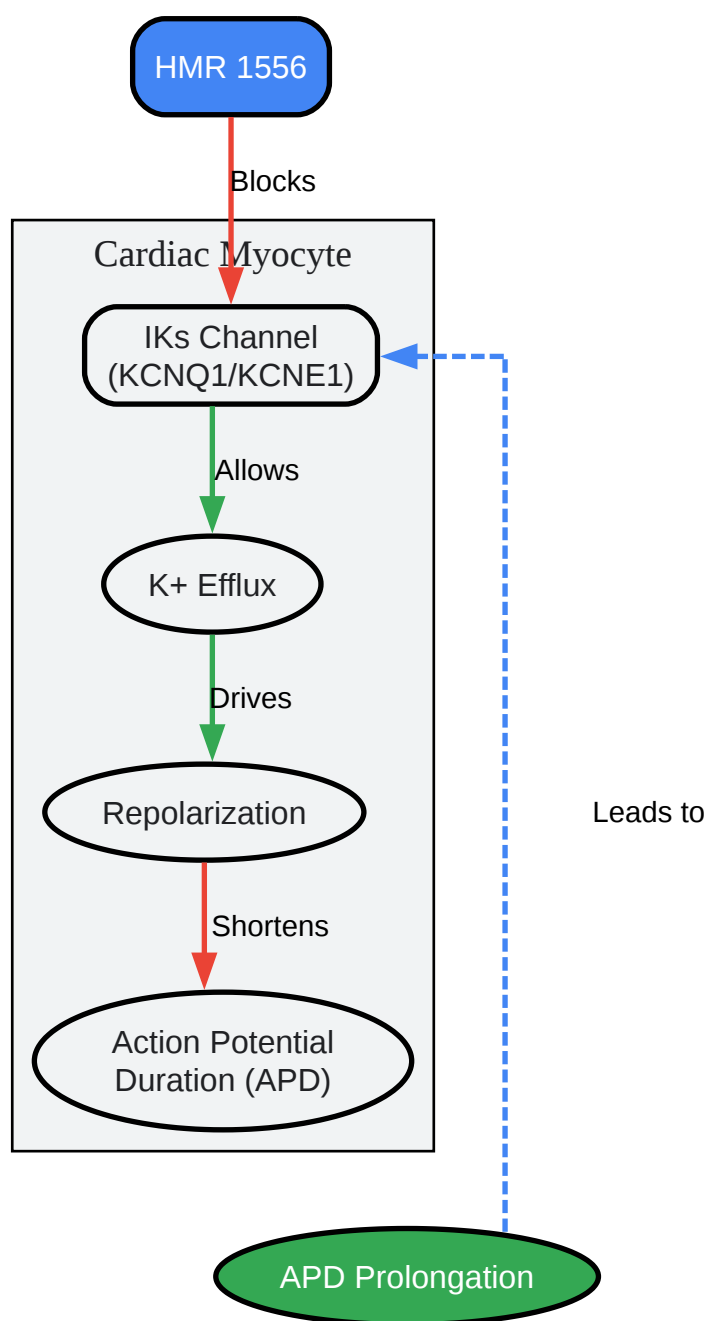 HMR 1556
Blocks
Cardiac Myocyte
IKs Channel
(KCNQ1/KCNE1)
Allows
K+ Efflux
Drives
Repolarization
Leads to
Shortens
Action Potential
Duration (APD)
APD Prolongation